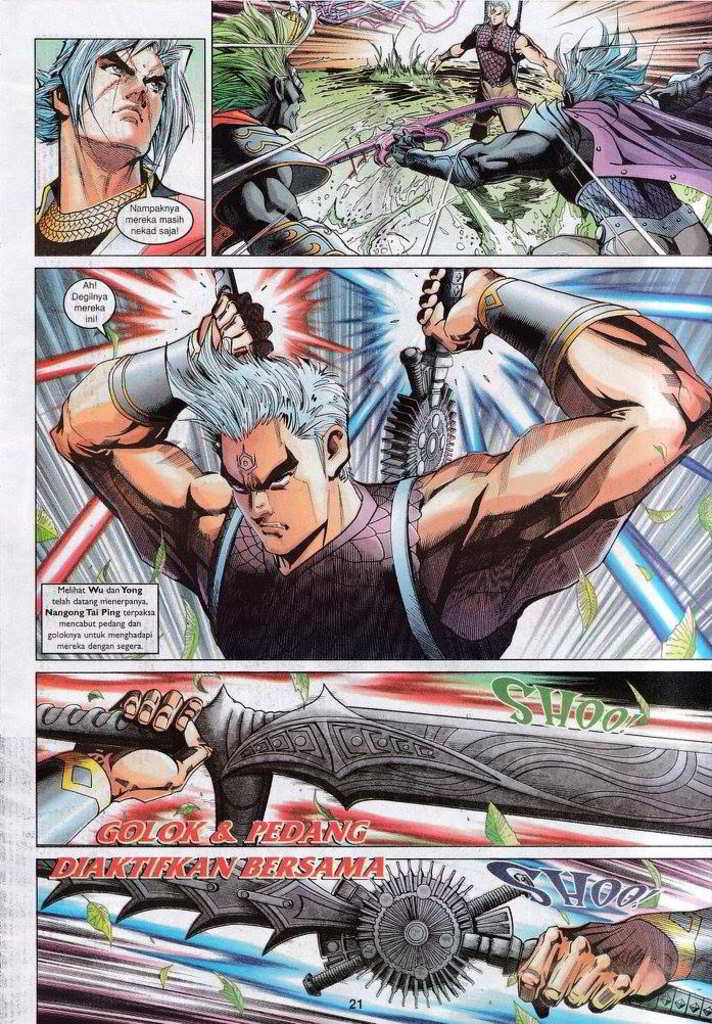 Nampaknya
mereka masih
nekad saja!
Ah!
Degilnya
mereka
ini!
Melihat Wu dan Yong
telah datang menerpanya,
Nangong Tai Ping terpaksa
mencabut pedang dan
goloknya untuk menghadapi
mereka dengan segera.
SHOO!
GOLOK & PEDANG
DIAKTIFKAN BERSAMA
SHOO!
21